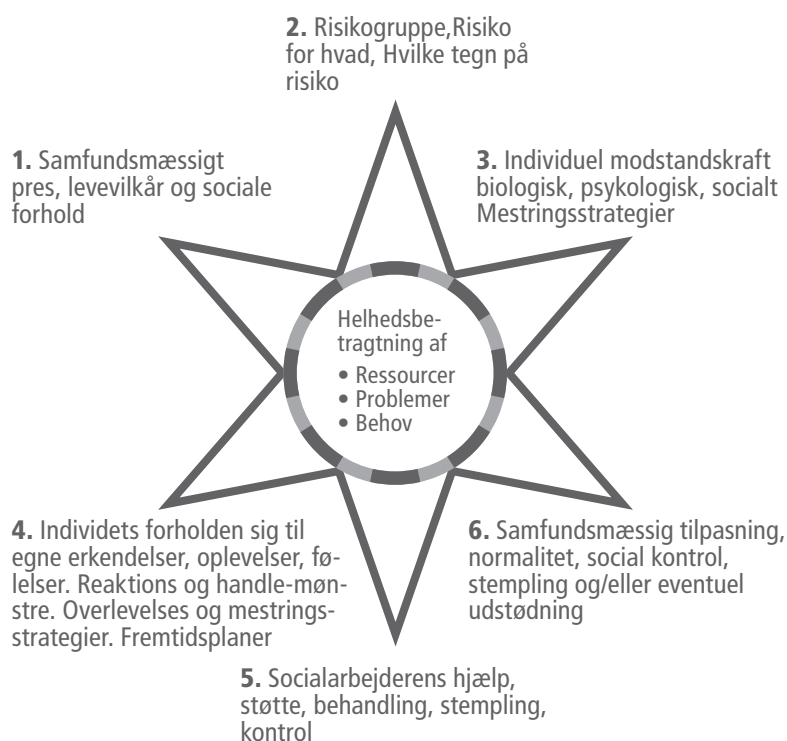 2. Risikogruppe,Risiko
for hvad, Hvilke tegn på
risiko
1. Samfundsmæssigt
pres, levevilkår og sociale
forhold
3. Individuel modstandskraft
biologisk, psykologisk, socialt
Mestringsstrategier
Helhedsbe-
tragtning af
• Ressourcer
• Problemer
• Behov
4. Individets forholden sig til
egne erkendelser, oplevelser, fø-
lelser. Reaktions og handle-møn-
stre. Overlevelses og mestrings-
strategier. Fremtidsplaner
6. Samfundsmæssig tilpasning,
normalitet, social kontrol,
stempling og/eller eventuel
udstødning
5. Socialarbejderens hjælp,
støtte, behandling, stempling,
kontrol